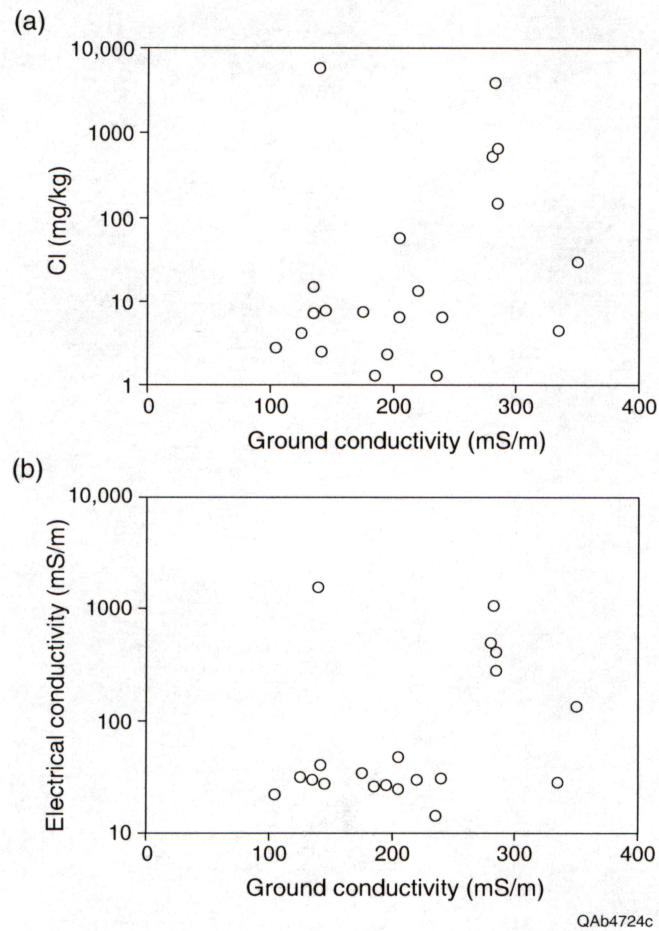 (a)
10,000
1000
100
10
1
Cl (mg/kg)
0 100 200 300 400
Ground conductivity (mS/m)
(b)
10,000
1000
100
10
Electrical conductivity (mS/m)
0 100 200 300 400
Ground conductivity (mS/m)
QAb4724c